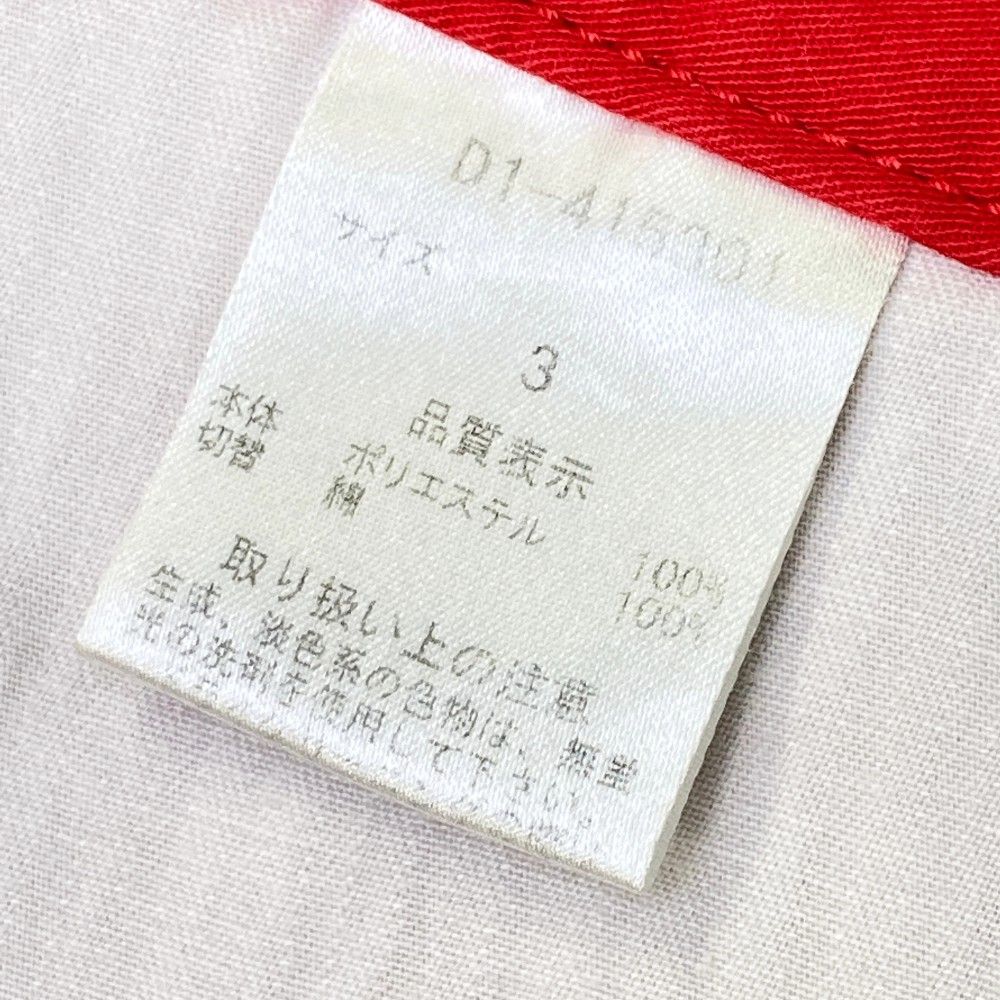 D1-415001
サイズ
3
品質表示
本体 ポリエステル 100%
切替 綿 100%
取り扱い上の注意
生成、淡色系の色物は、無蛍
光の洗剤を使用して下さい。